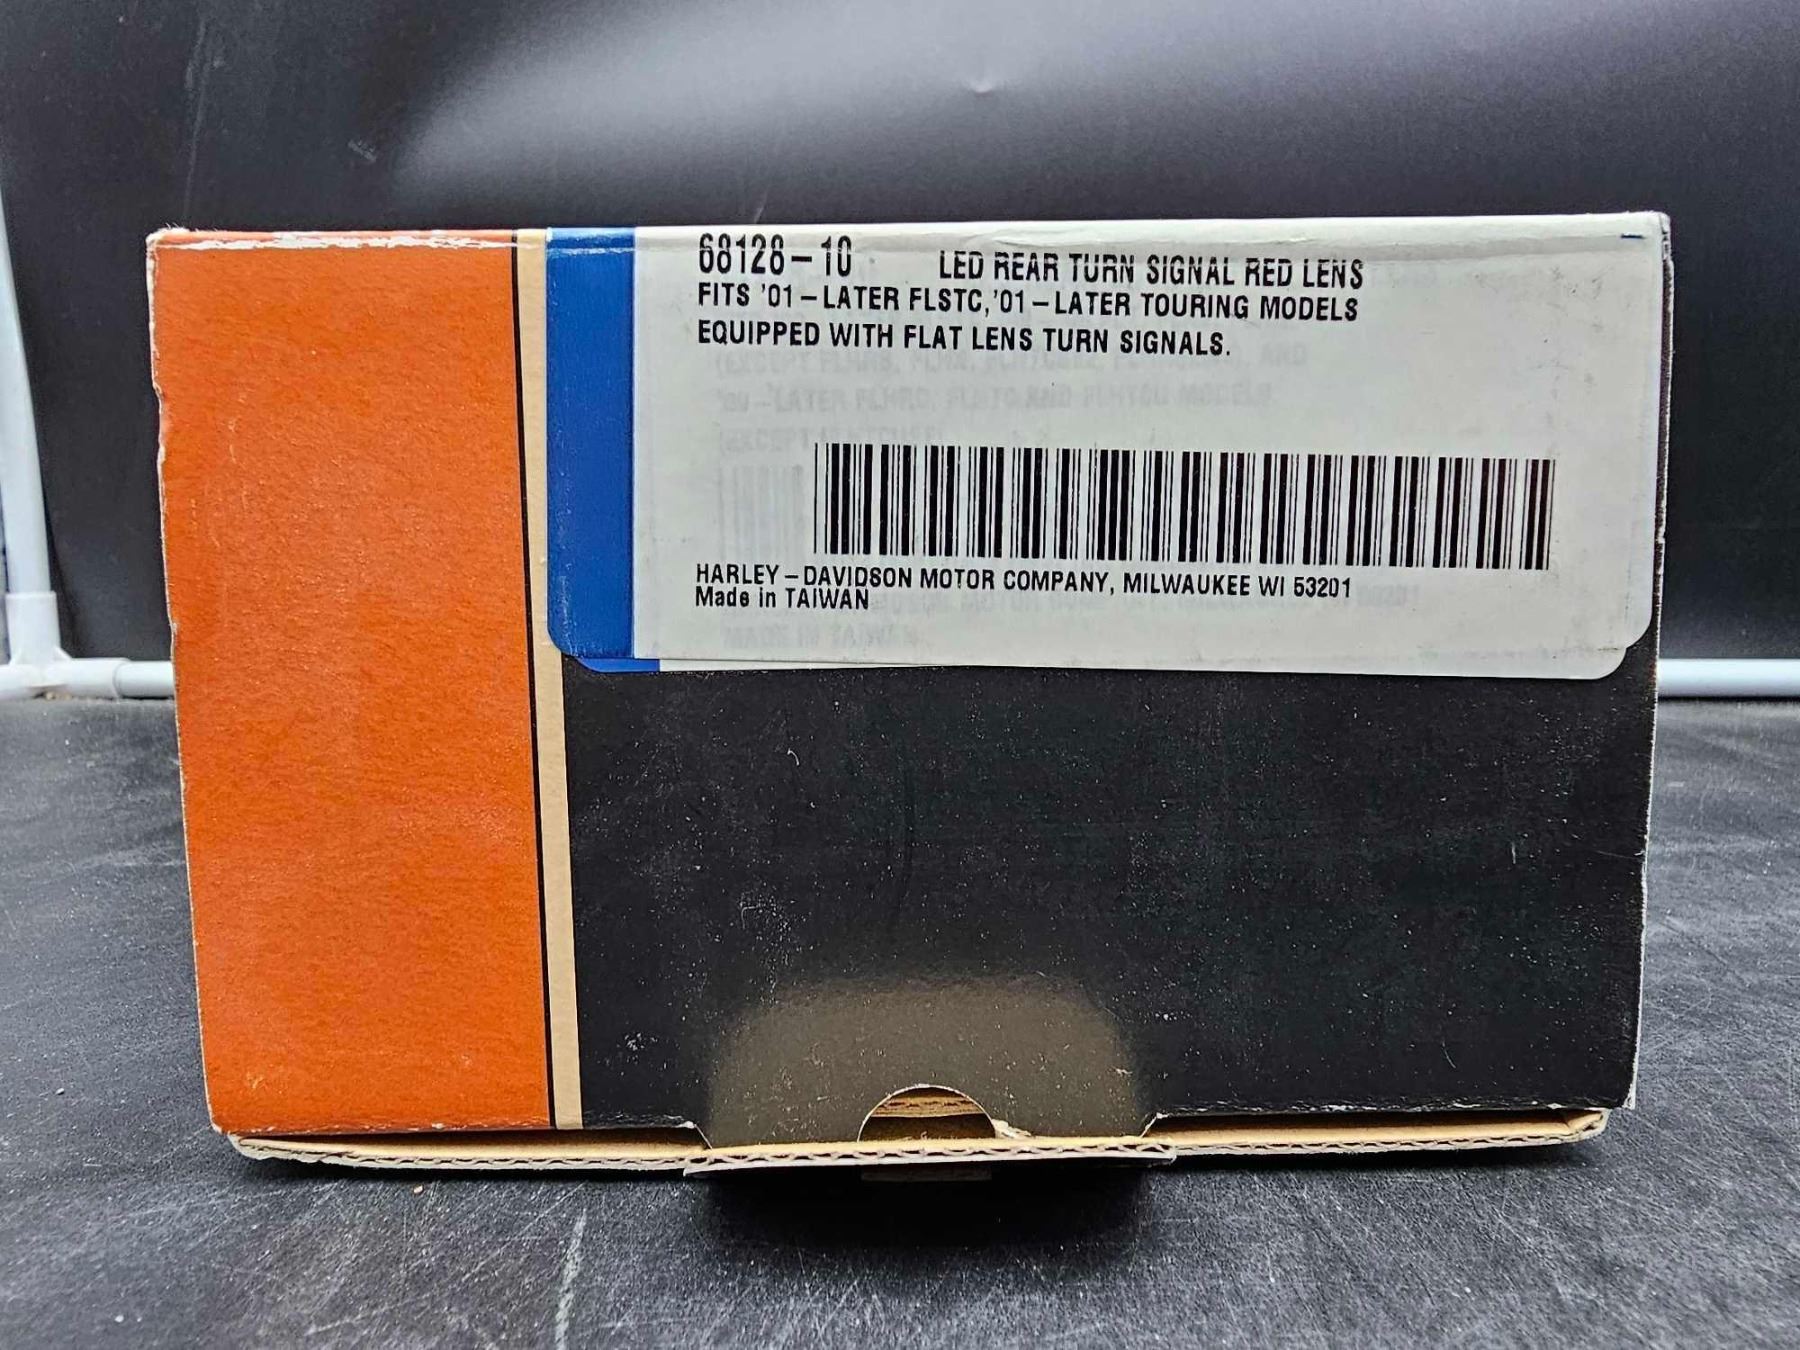 68128-10 LED REAR TURN SIGNAL RED LENS
FITS '01-LATER FLSTC,'01-LATER TOURING MODELS
EQUIPPED WITH FLAT LENS TURN SIGNALS.
HARLEY-DAVIDSON MOTOR COMPANY, MILWAUKEE WI 53201
Made in TAIWAN